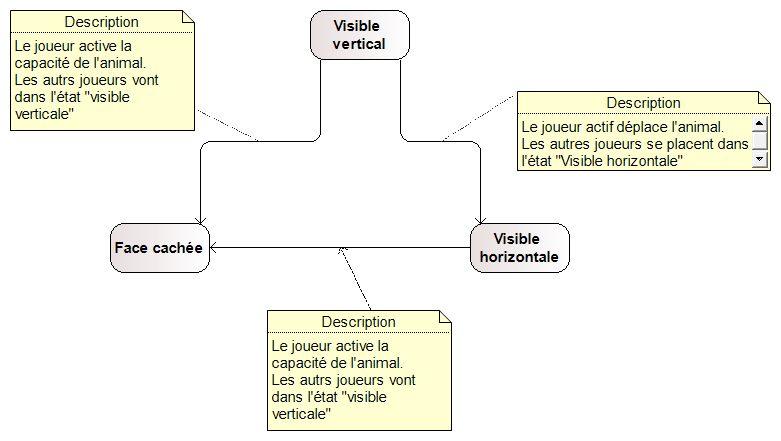 Description
Le joueur active la
capacité de l'animal.
Les autrs joueurs vont
dans l'état "visible
verticale"
Visible
vertical
Description
Le joueur actif déplace l'animal.
Les autres joueurs se placent dans
l'état "Visible horizontale"
Face cachée
Visible
horizontale
Description
Le joueur active la
capacité de l'animal.
Les autrs joueurs vont
dans l'état "visible
verticale"